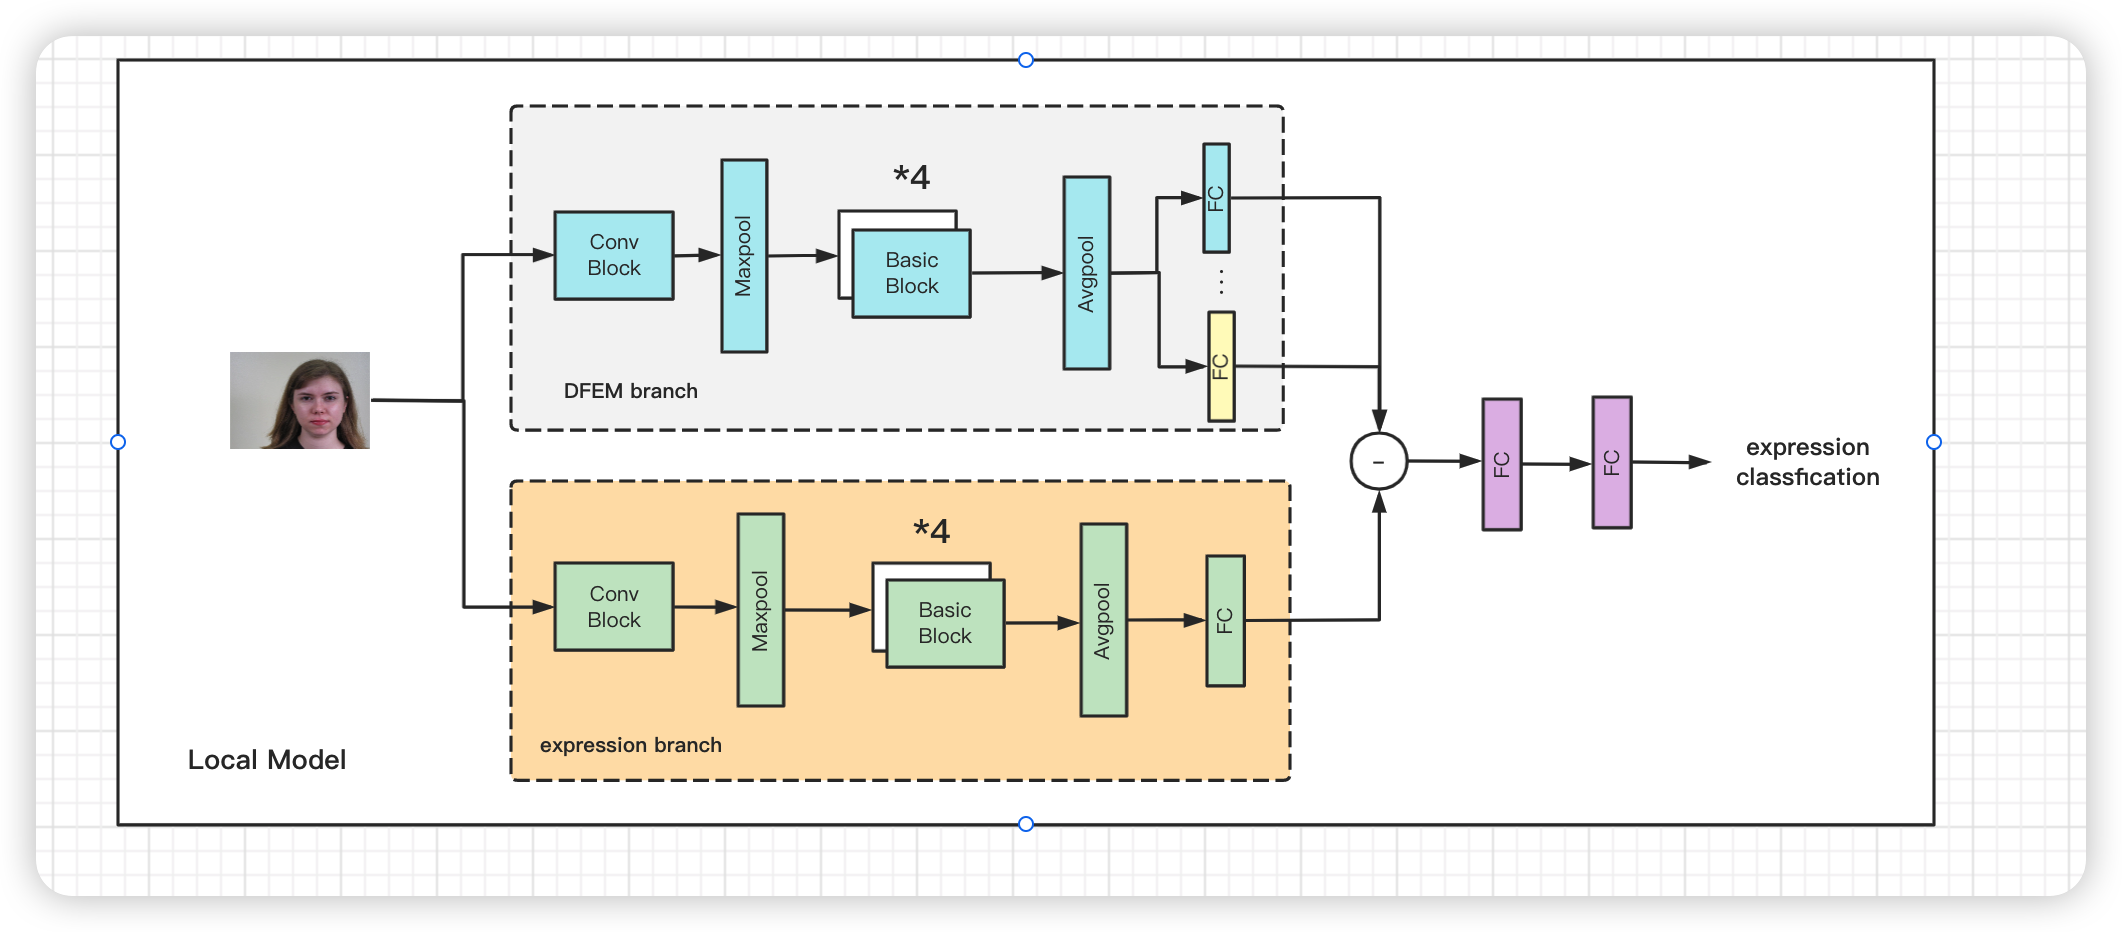 *4
Conv
Block
Maxpool
Basic
Block
Avgpool
FC
...
FC
DFEM branch
–
FC
FC
expression
classfication
*4
Conv
Block
Maxpool
Basic
Block
Avgpool
FC
expression branch
Local Model